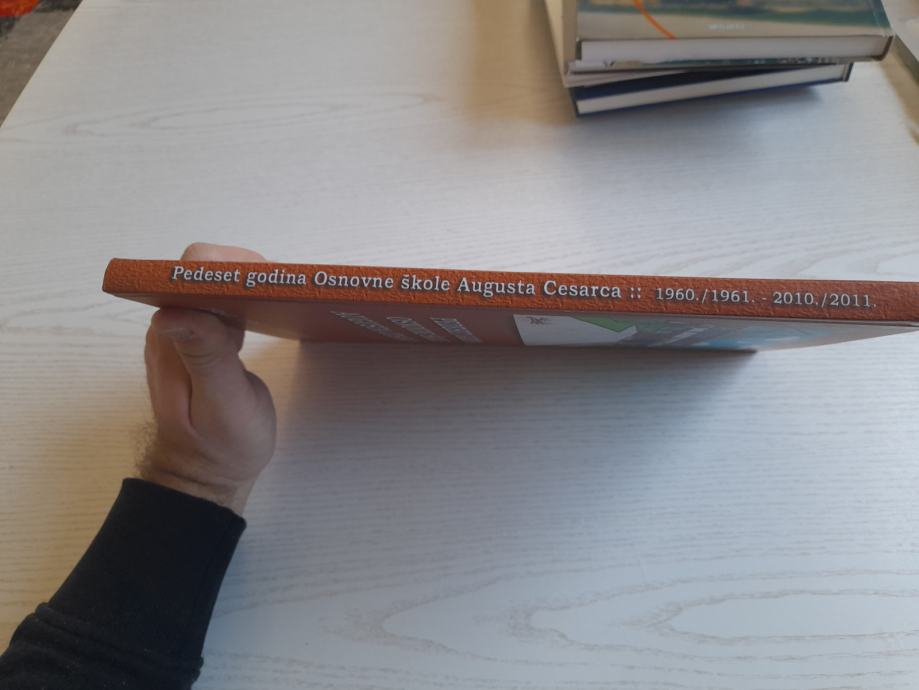 Pedeset godina Osnovne škole Augusta Cesarca :: 1960./1961. - 2010./2011.